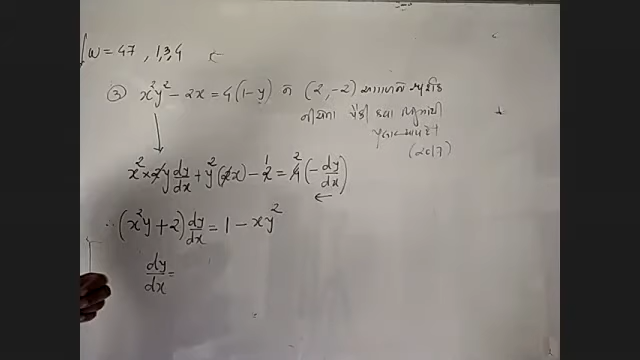 w = 47 , 1,3,4
③ x²y² - 2x = 4(1-y) ને (2,-2) આગળનો સ્પર્શક
નીચેના પૈકી કયા બિંદુમાંથી
(2017)
x² × 2y dy/dx + y²(2x) - 2 = 4(-dy/dx)
∴ (x²y + 2) dy/dx = 1 - xy²
dy/dx =